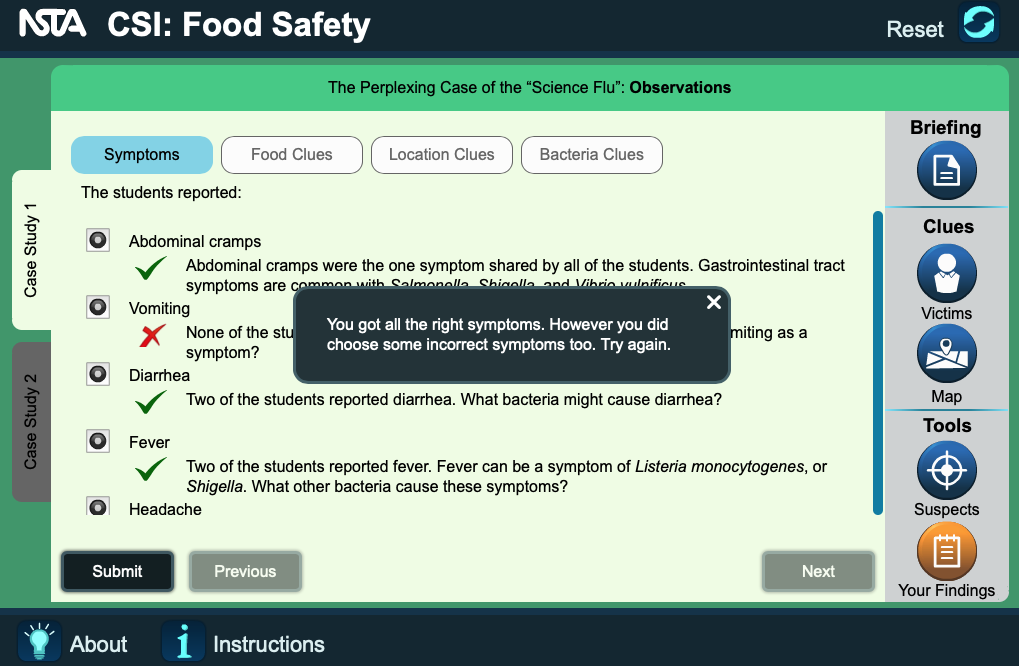 NSTA CSI: Food Safety
Reset
The Perplexing Case of the “Science Flu”: Observations
Symptoms
Food Clues
Location Clues
Bacteria Clues
The students reported:
Abdominal cramps
Abdominal cramps were the one symptom shared by all of the students. Gastrointestinal tract
symptoms are common with Salmonella, Shigella, and Vibrio vulnificus.
Vomiting
None of the stu
miting as a
symptom?
You got all the right symptoms. However you did
choose some incorrect symptoms too. Try again.
Diarrhea
Two of the students reported diarrhea. What bacteria might cause diarrhea?
Fever
Two of the students reported fever. Fever can be a symptom of Listeria monocytogenes, or
Shigella. What other bacteria cause these symptoms?
Headache
Submit
Previous
Next
Case Study 1
Case Study 2
Briefing
Clues
Victims
Map
Tools
Suspects
Your Findings
About
Instructions